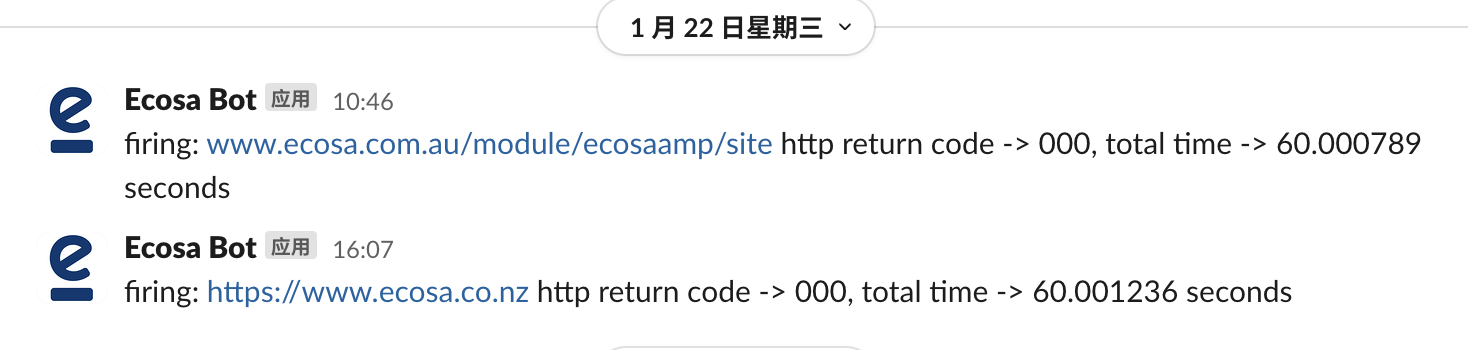 1 月 22 日星期三
Ecosa Bot 应用 10:46
firing: www.ecosa.com.au/module/ecosaamp/site http return code -> 000, total time -> 60.000789
seconds
Ecosa Bot 应用 16:07
firing: https://www.ecosa.co.nz http return code -> 000, total time -> 60.001236 seconds